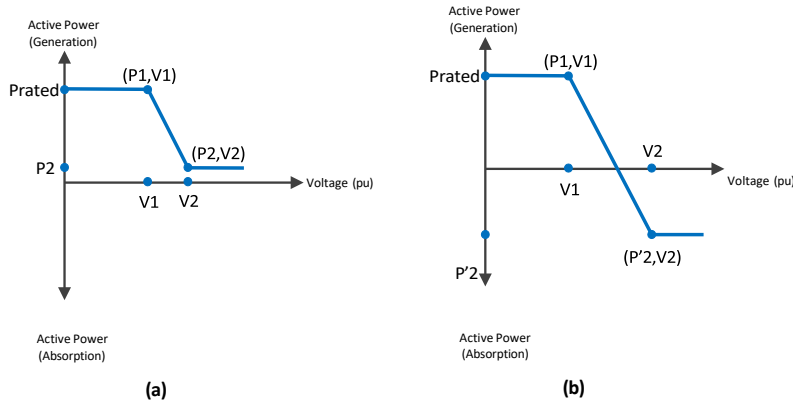 Active Power
(Generation)
(P1,V1)
Prated
(P2,V2)
P2
Voltage (pu)
V1
V2
Active Power
(Absorption)
(a)
Active Power
(Generation)
(P1,V1)
Prated
V2
Voltage (pu)
V1
(P'2,V2)
P'2
Active Power
(Absorption)
(b)